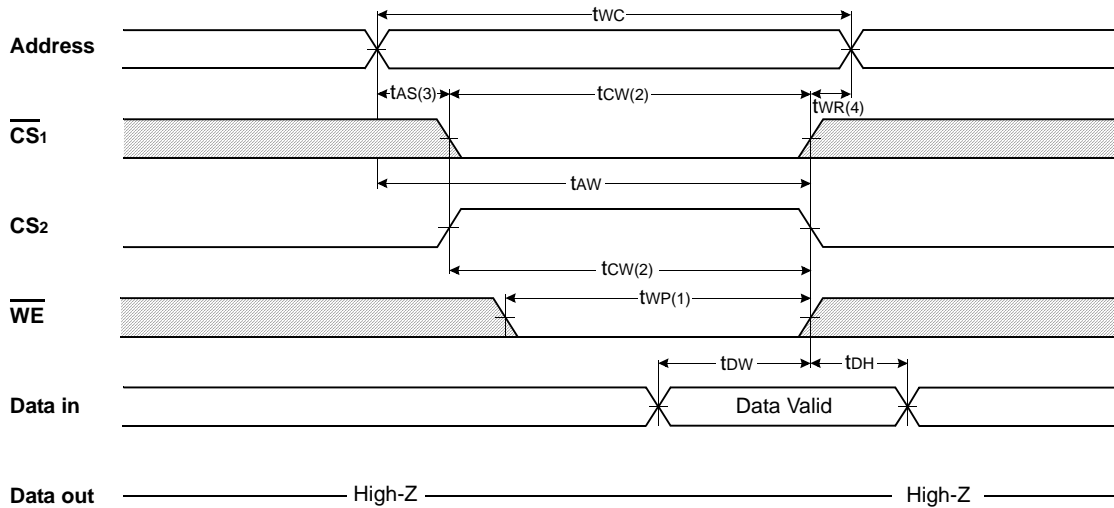 tWC
Address
tAS(3) tCW(2) tWR(4)
CS1
tAW
CS2
tCW(2)
tWP(1)
WE
tDW tDH
Data in Data Valid
Data out High-Z High-Z